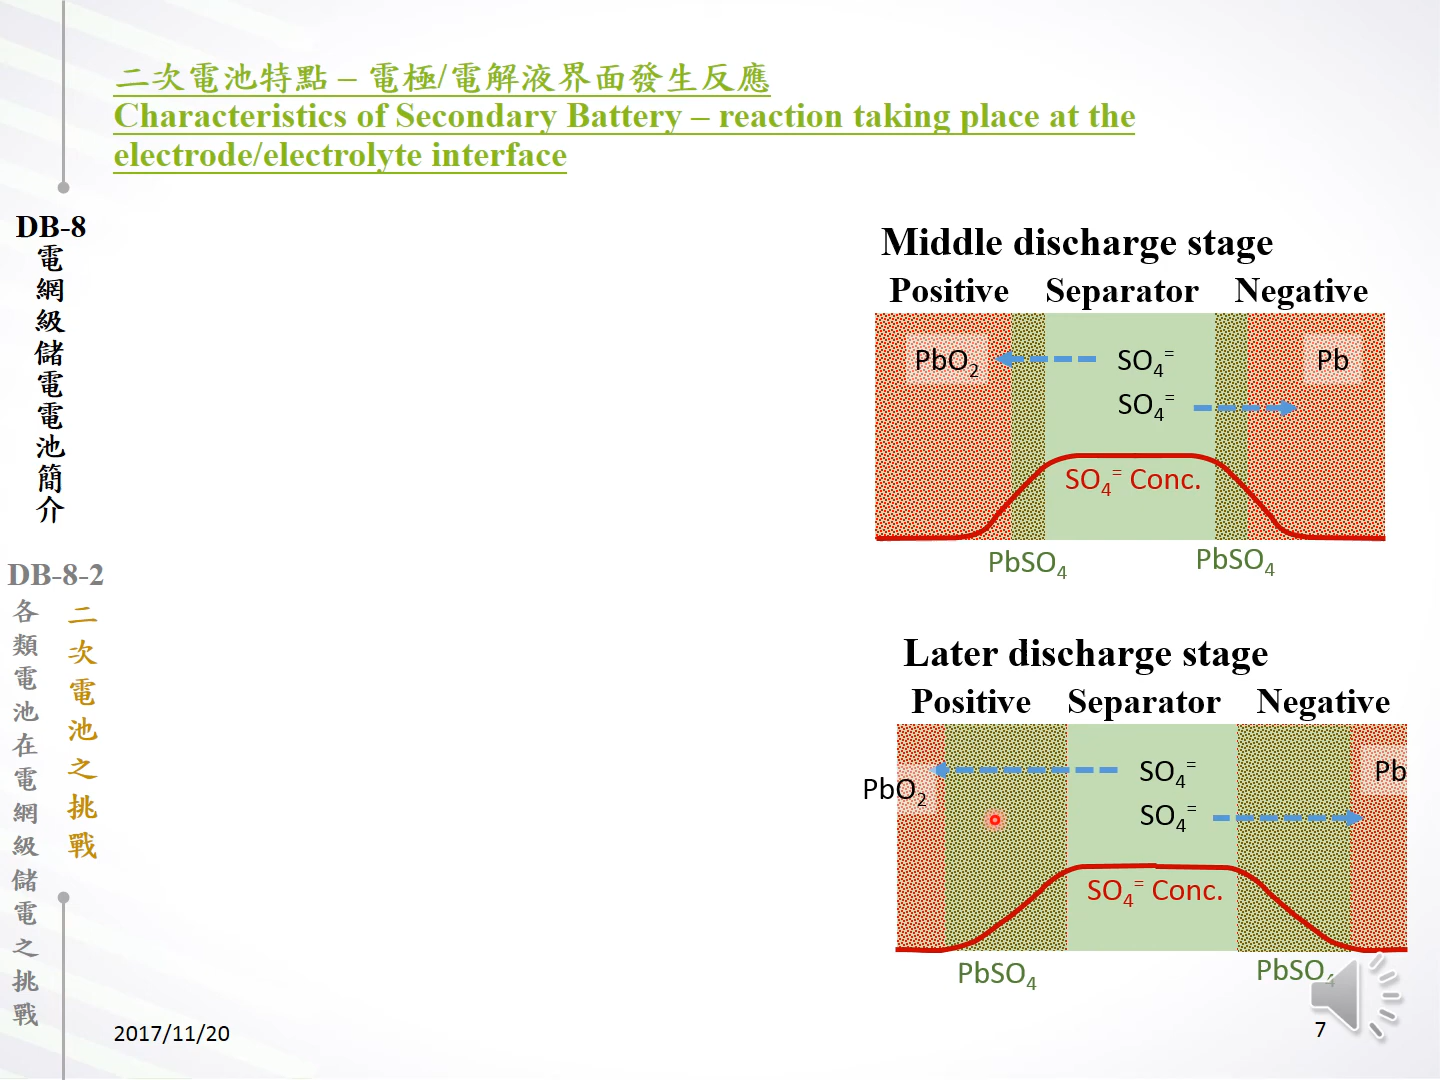 二次電池特點 – 電極/電解液界面發生反應
Characteristics of Secondary Battery – reaction taking place at the
electrode/electrolyte interface
DB-8
電網級儲電電池簡介
DB-8-2
各類電池在電網級儲電之挑戰
二次電池之挑戰
Middle discharge stage
Positive Separator Negative
PbO2 SO4= Pb
SO4=
SO4= Conc.
PbSO4 PbSO4
Later discharge stage
Positive Separator Negative
PbO2 SO4= Pb
SO4=
SO4= Conc.
PbSO4 PbSO4
2017/11/20
7